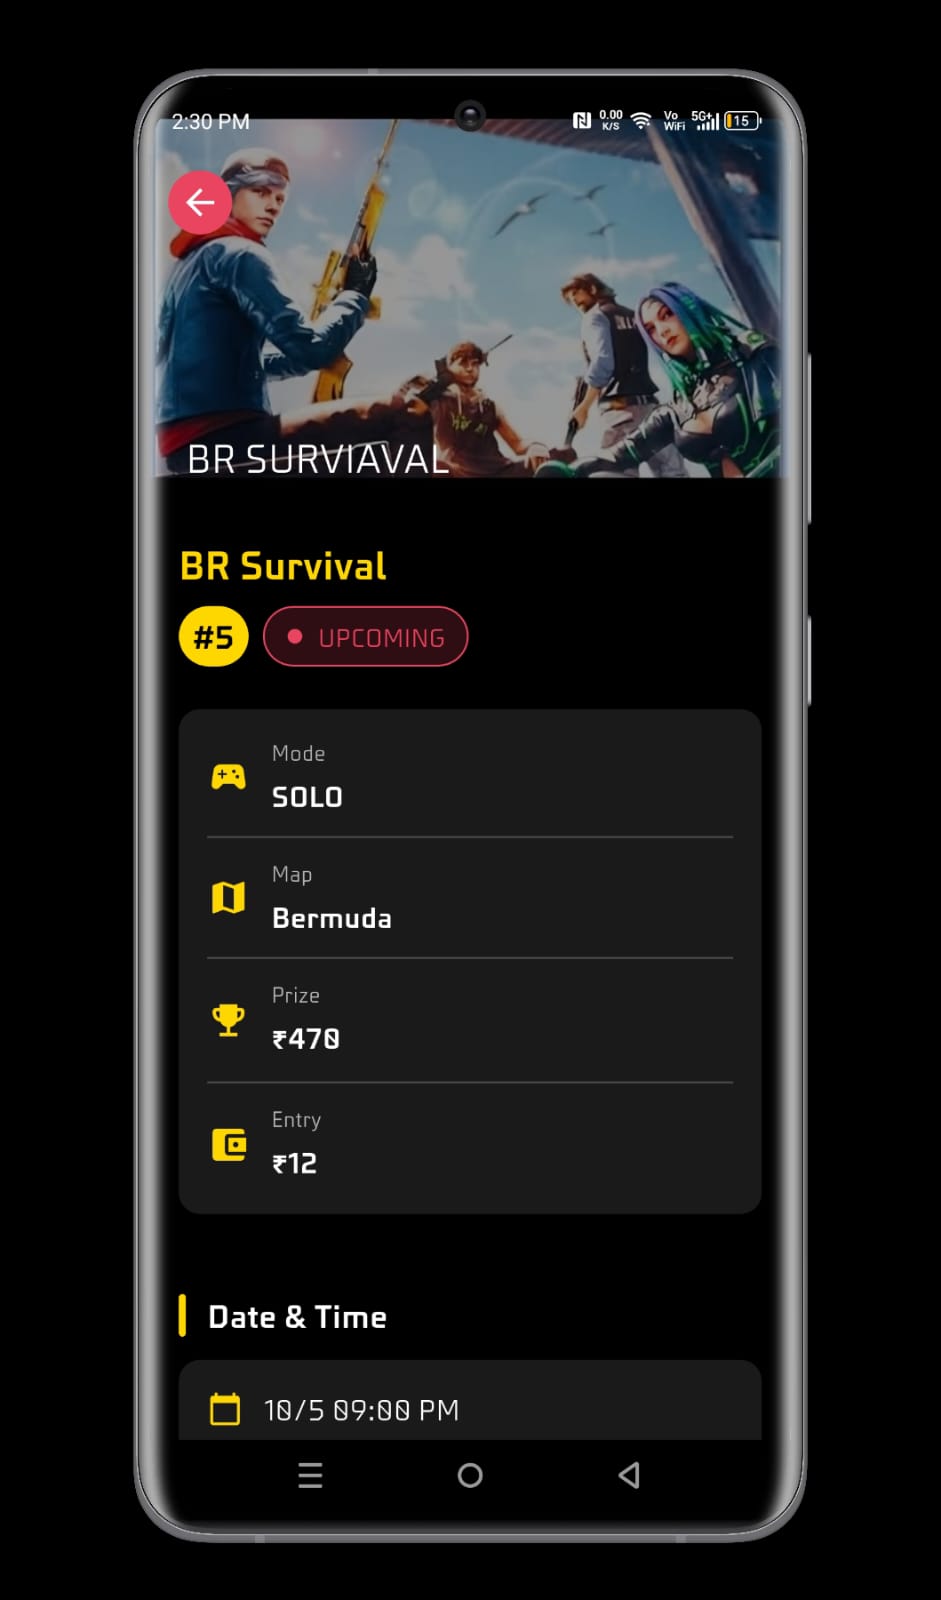 2:30 PM
0.00
K/S
Vo
WiFi
5G+
15
BR SURVIAVAL
BR Survival
#5
UPCOMING
Mode
SOLO
Map
Bermuda
Prize
₹470
Entry
₹12
Date & Time
10/5 09:00 PM